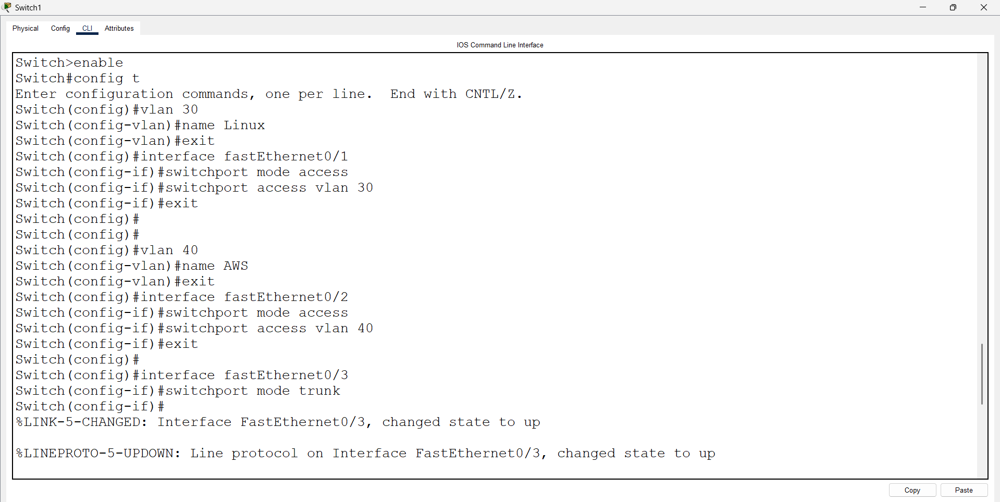 Switch1
Physical Config CLI Attributes
IOS Command Line Interface
Switch>enable
Switch#config t
Enter configuration commands, one per line.  End with CNTL/Z.
Switch(config)#vlan 30
Switch(config-vlan)#name Linux
Switch(config-vlan)#exit
Switch(config)#interface fastEthernet0/1
Switch(config-if)#switchport mode access
Switch(config-if)#switchport access vlan 30
Switch(config-if)#exit
Switch(config)#
Switch(config)#
Switch(config)#vlan 40
Switch(config-vlan)#name AWS
Switch(config-vlan)#exit
Switch(config)#interface fastEthernet0/2
Switch(config-if)#switchport mode access
Switch(config-if)#switchport access vlan 40
Switch(config-if)#exit
Switch(config)#
Switch(config)#interface fastEthernet0/3
Switch(config-if)#switchport mode trunk
Switch(config-if)#
%LINK-5-CHANGED: Interface FastEthernet0/3, changed state to up
%LINEPROTO-5-UPDOWN: Line protocol on Interface FastEthernet0/3, changed state to up
Copy Paste